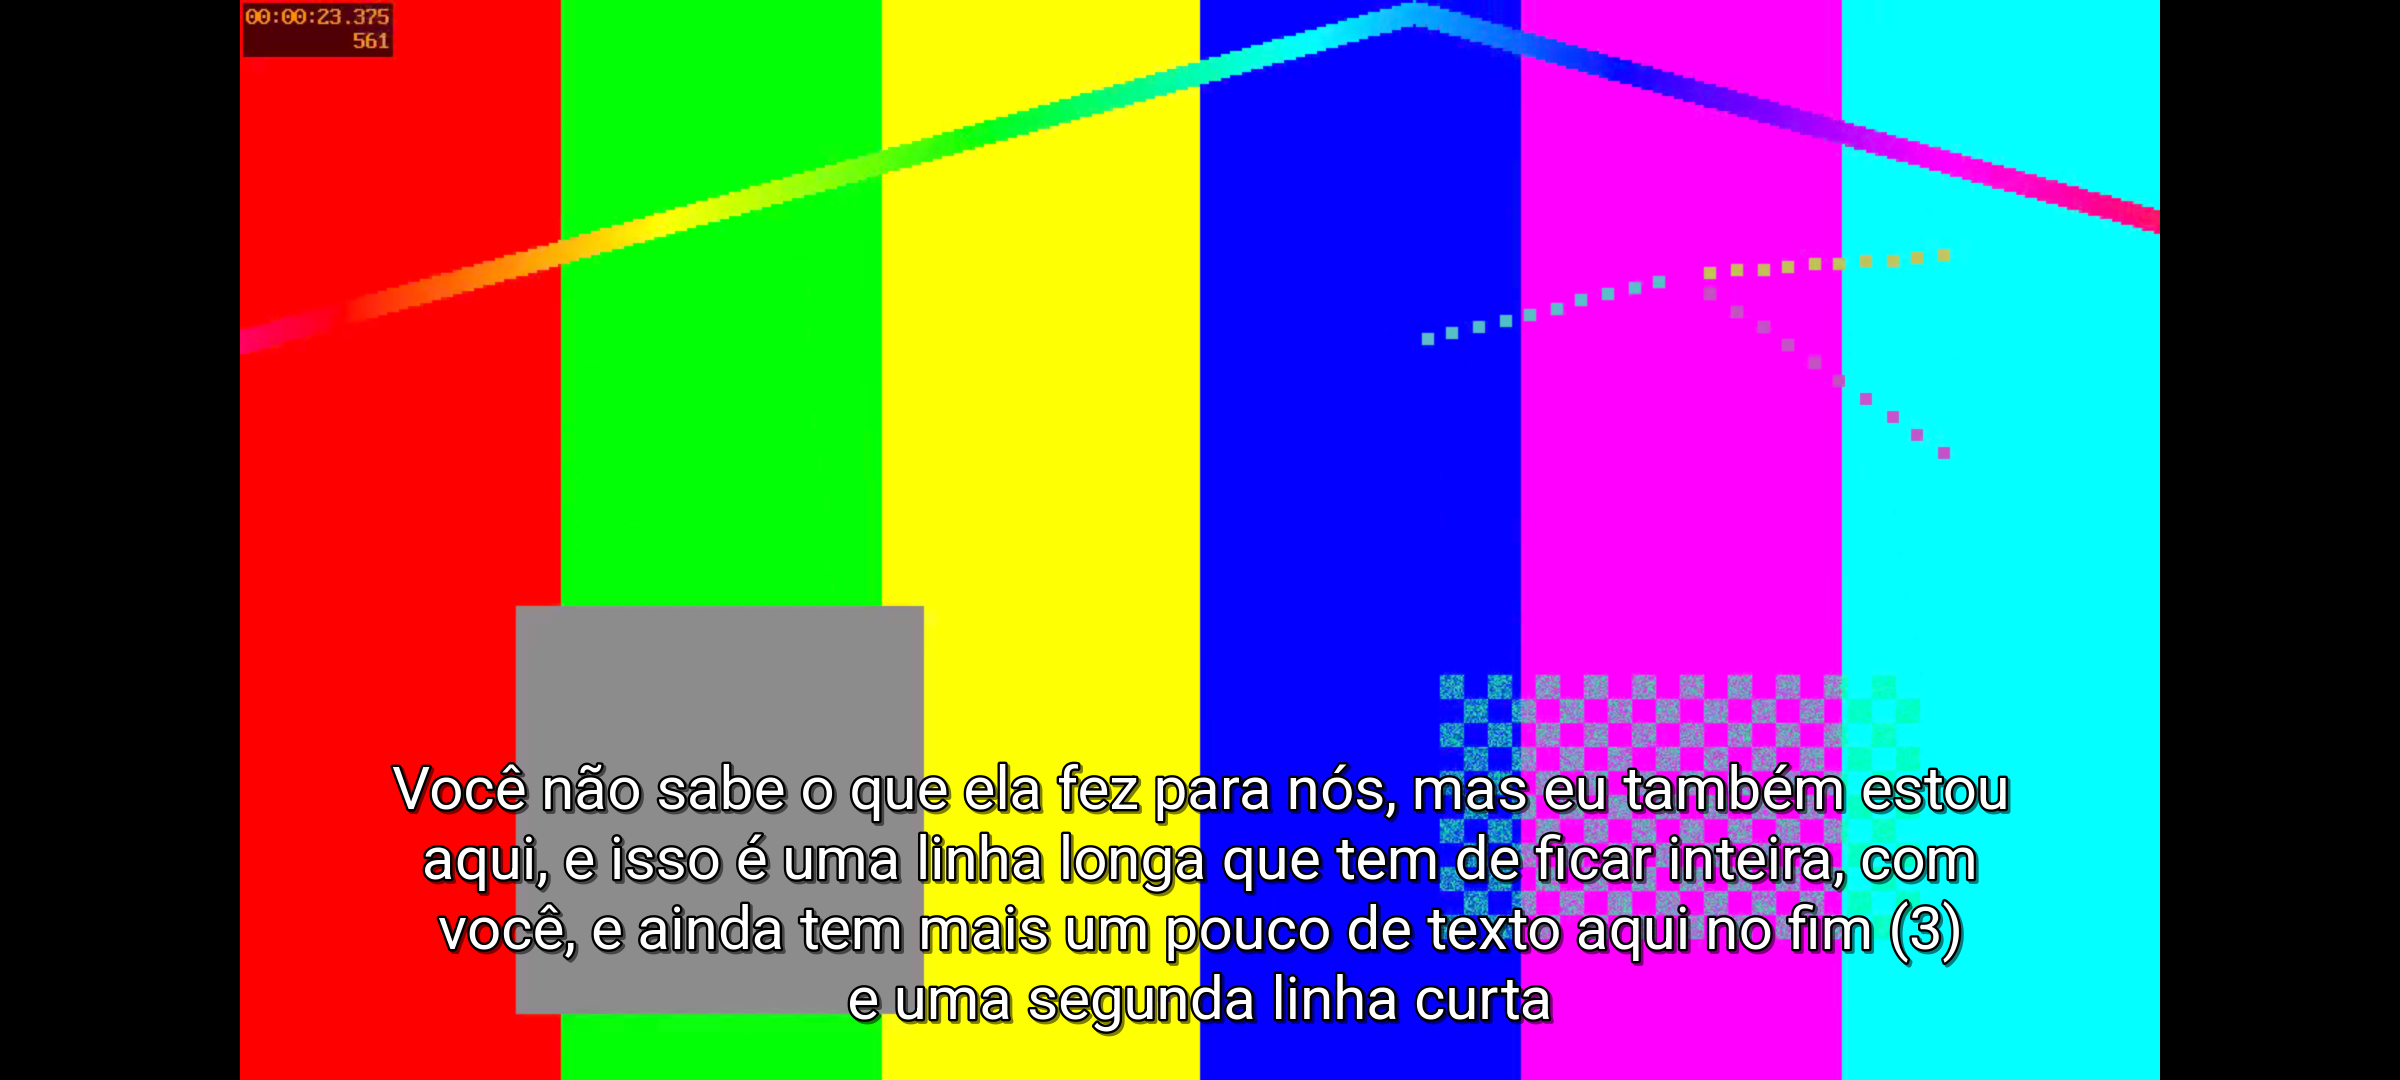 00:00:23.375
561
Você não sabe o que ela fez para nós, mas eu também estou
aqui, e isso é uma linha longa que tem de ficar inteira, com
você, e ainda tem mais um pouco de texto aqui no fim (3)
e uma segunda linha curta